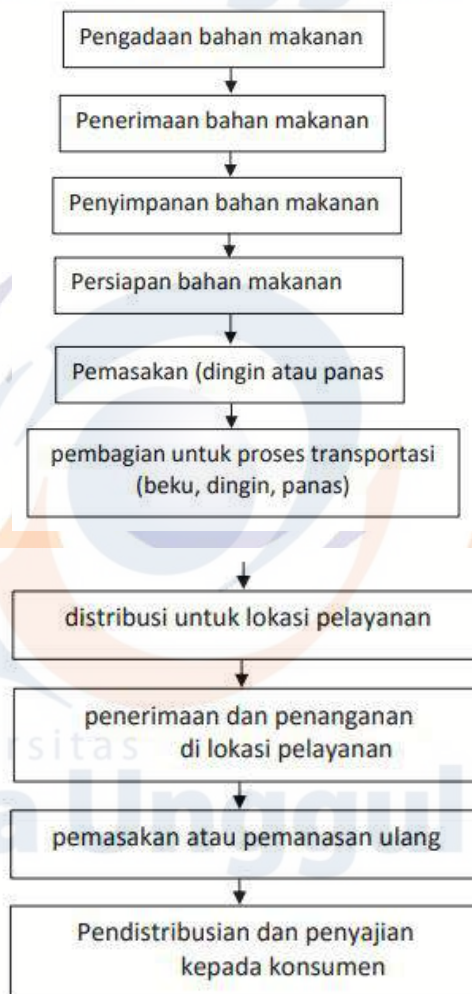 Pengadaan bahan makanan
Penerimaan bahan makanan
Penyimpanan bahan makanan
Persiapan bahan makanan
Pemasakan (dingin atau panas
pembagian untuk proses transportasi
(beku, dingin, panas)
distribusi untuk lokasi pelayanan
penerimaan dan penanganan
di lokasi pelayanan
ersitas
a Unggul
pemasakan atau pemanasan ulang
Pendistribusian dan penyajian
kepada konsumen